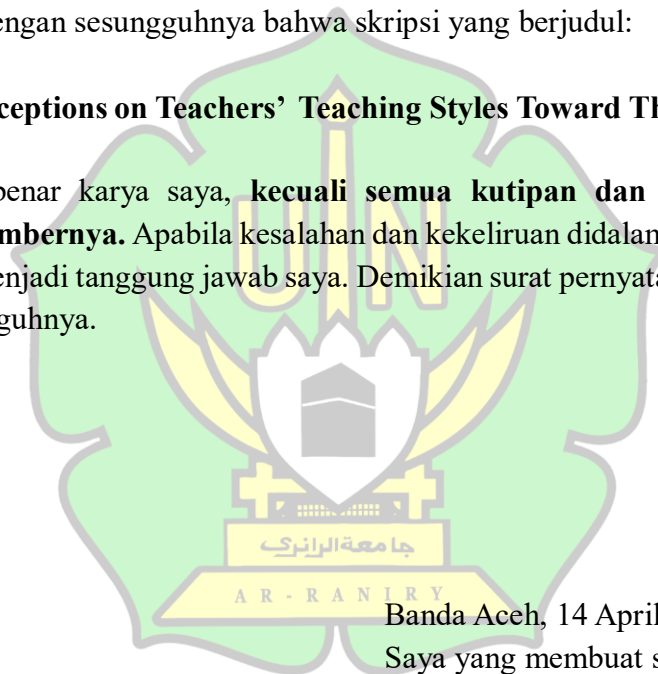 engan sesungguhnya bahwa skripsi yang berjudul:
ceptions on Teachers' Teaching Styles Toward Th
benar karya saya, kecuali semua kutipan dan
mbernya. Apabila kesalahan dan kekeliruan didalam
enjadi tanggung jawab saya. Demikian surat pernyata
guhnya.
UIN
جامعة الرانري
AR-RANIRY
Banda Aceh, 14 April
Saya yang membuat s